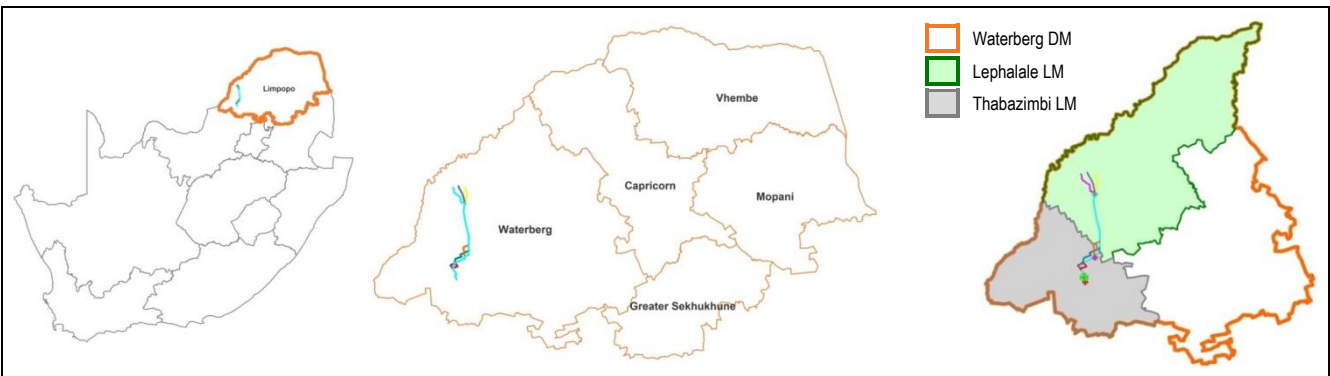 Limpopo
Vhembe
Capricorn
Mopani
Waterberg
Greater Sekhukhune
Waterberg DM
Lephalale LM
Thabazimbi LM